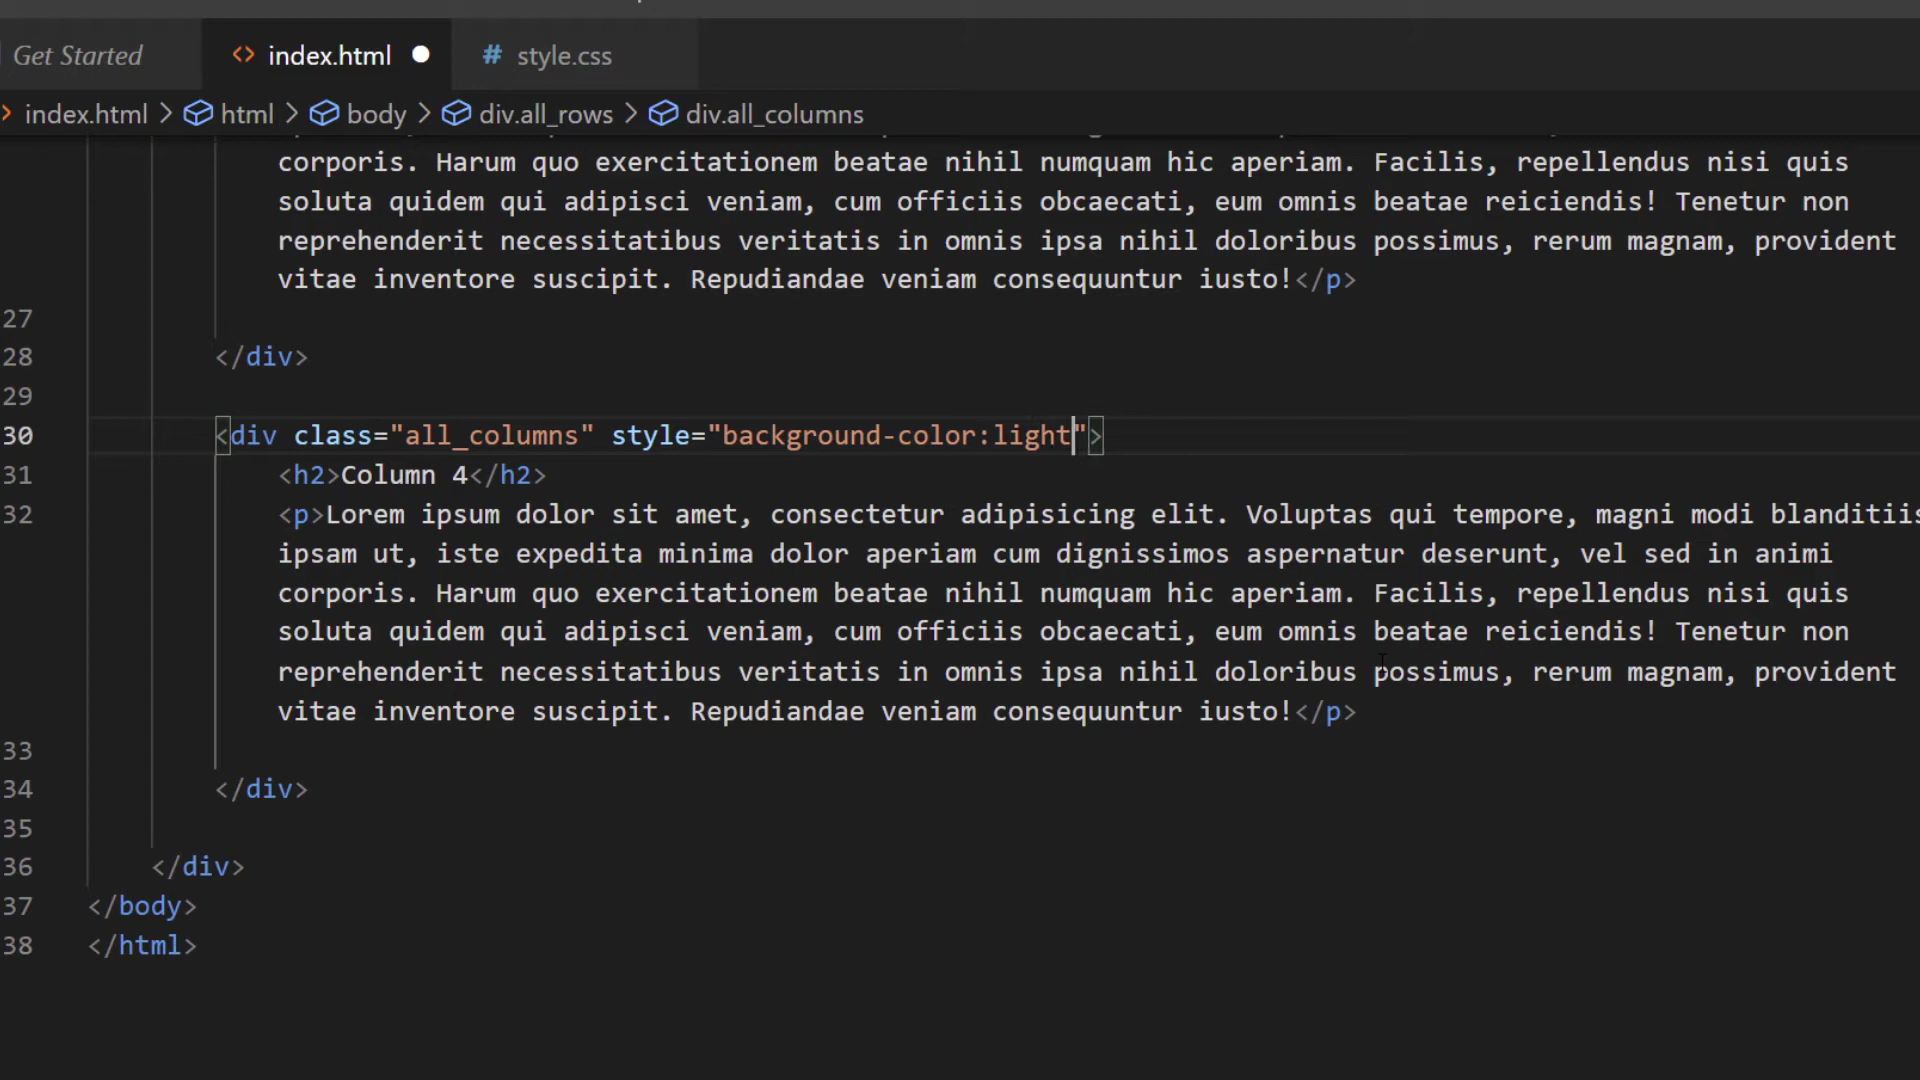 Get Started
index.html
style.css
index.html > html > body > div.all_rows > div.all_columns
corporis. Harum quo exercitationem beatae nihil numquam hic aperiam. Facilis, repellendus nisi quis
soluta quidem qui adipisci veniam, cum officiis obcaecati, eum omnis beatae reiciendis! Tenetur non
reprehenderit necessitatibus veritatis in omnis ipsa nihil doloribus possimus, rerum magnam, provident
vitae inventore suscipit. Repudiandae veniam consequuntur iusto!</p>
27
28 </div>
29
30 <div class="all_columns" style="background-color:light">
31 <h2>Column 4</h2>
32 <p>Lorem ipsum dolor sit amet, consectetur adipisicing elit. Voluptas qui tempore, magni modi blanditiis
ipsam ut, iste expedita minima dolor aperiam cum dignissimos aspernatur deserunt, vel sed in animi
corporis. Harum quo exercitationem beatae nihil numquam hic aperiam. Facilis, repellendus nisi quis
soluta quidem qui adipisci veniam, cum officiis obcaecati, eum omnis beatae reiciendis! Tenetur non
reprehenderit necessitatibus veritatis in omnis ipsa nihil doloribus possimus, rerum magnam, provident
vitae inventore suscipit. Repudiandae veniam consequuntur iusto!</p>
33
34 </div>
35
36 </div>
37 </body>
38 </html>